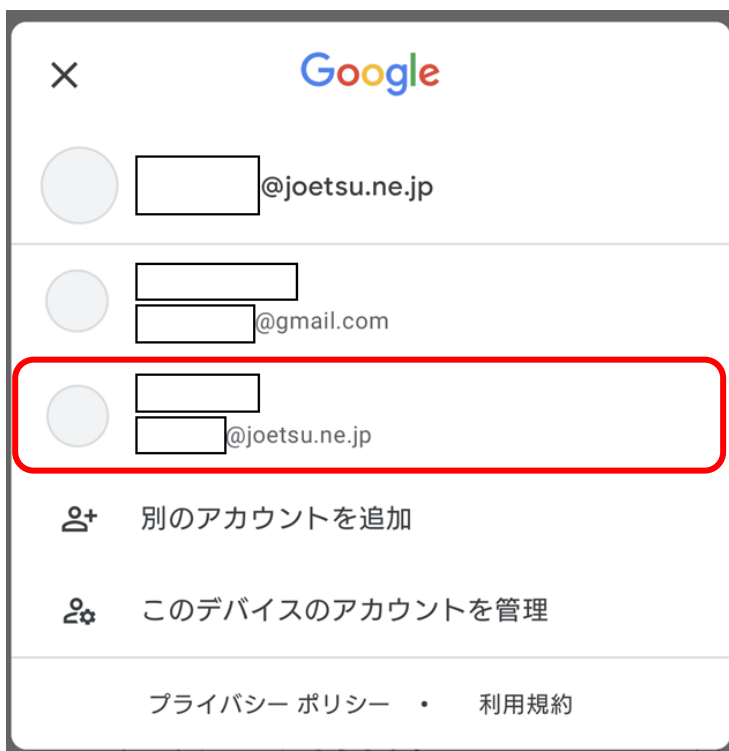 Google
@joetsu.ne.jp
@gmail.com
@joetsu.ne.jp
別のアカウントを追加
このデバイスのアカウントを管理
プライバシー ポリシー ・ 利用規約